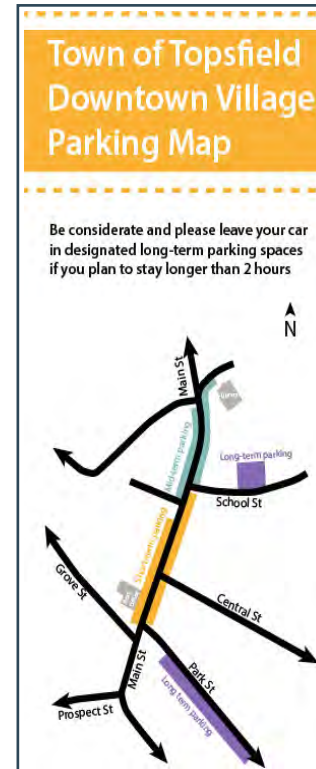 Town of Topsfield
Downtown Village
Parking Map
Be considerate and please leave your car
in designated long-term parking spaces
if you plan to stay longer than 2 hours
N
Main St
Mid-term parking
Long-term parking
School St
Short-term parking
Grove St
Central St
Main St
Park St
Long term parking
Prospect St